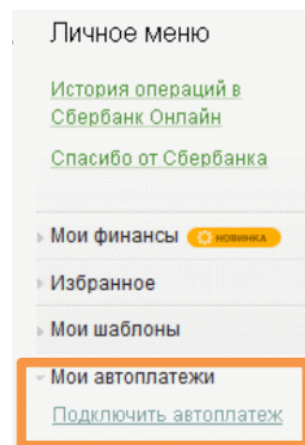 Личное меню
История операций в
Сбербанк Онлайн
Спасибо от Сбербанка
Мои финансы НОВИНКА
Избранное
Мои шаблоны
Мои автоплатежи
Подключить автоплатеж